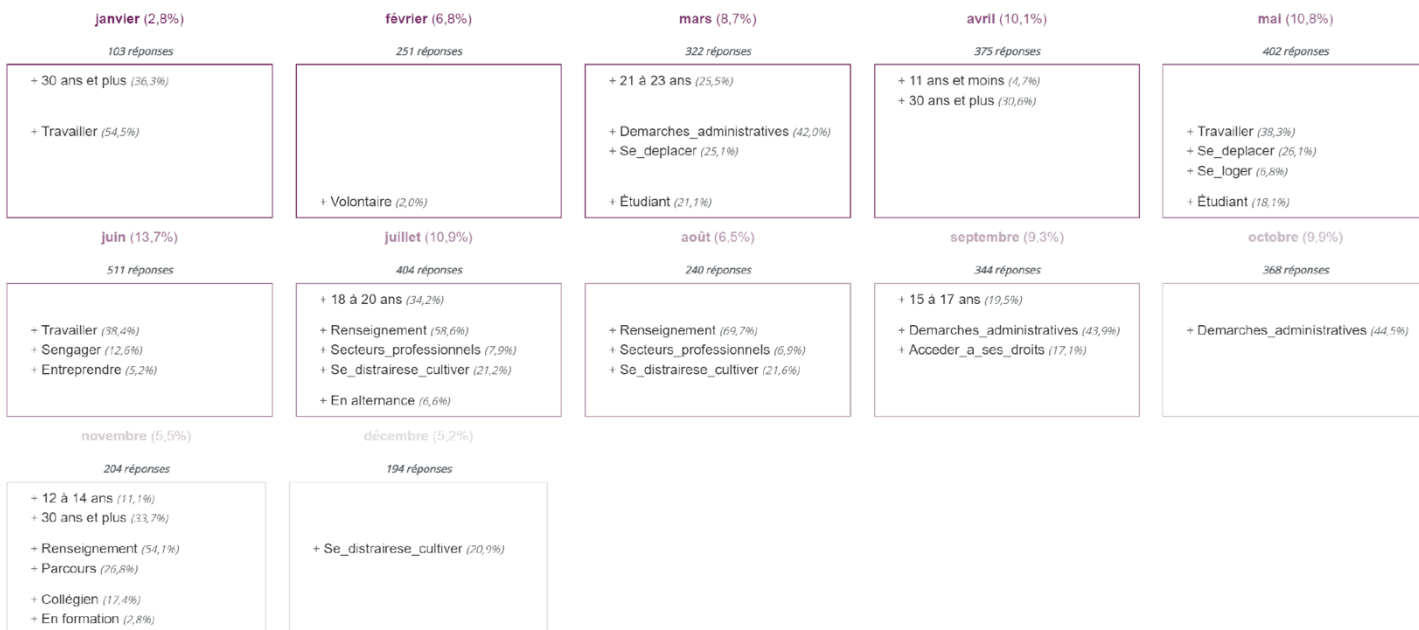 janvier (2,8%)
103 réponses
+ 30 ans et plus (36,3%)
+ Travailler (54,5%)
février (6,8%)
251 réponses
+ Volontaire (2,0%)
mars (8,7%)
322 réponses
+ 21 à 23 ans (25,5%)
+ Demarches_administratives (42,0%)
+ Se_deplacer (25,1%)
+ Étudiant (21,1%)
avril (10,1%)
375 réponses
+ 11 ans et moins (4,7%)
+ 30 ans et plus (30,6%)
mai (10,8%)
402 réponses
+ Travailler (38,3%)
+ Se_deplacer (26,1%)
+ Se_loger (6,8%)
+ Étudiant (18,1%)
juin (13,7%)
511 réponses
+ Travailler (38,4%)
+ Sengager (12,6%)
+ Entreprendre (5,2%)
juillet (10,9%)
404 réponses
+ 18 à 20 ans (34,2%)
+ Renseignement (58,6%)
+ Secteurs_professionnels (7,9%)
+ Se_distrairese_cultiver (21,2%)
+ En alternance (6,6%)
août (6,5%)
240 réponses
+ Renseignement (69,7%)
+ Secteurs_professionnels (6,9%)
+ Se_distrairese_cultiver (21,6%)
septembre (9,3%)
344 réponses
+ 15 à 17 ans (19,5%)
+ Demarches_administratives (43,9%)
+ Acceder_a_ses_droits (17,1%)
octobre (9,9%)
368 réponses
+ Demarches_administratives (44,5%)
novembre (5,5%)
204 réponses
+ 12 à 14 ans (11,1%)
+ 30 ans et plus (33,7%)
+ Renseignement (54,1%)
+ Parcours (26,8%)
+ Collégien (17,4%)
+ En formation (2,8%)
décembre (5,2%)
194 réponses
+ Se_distrairese_cultiver (20,9%)